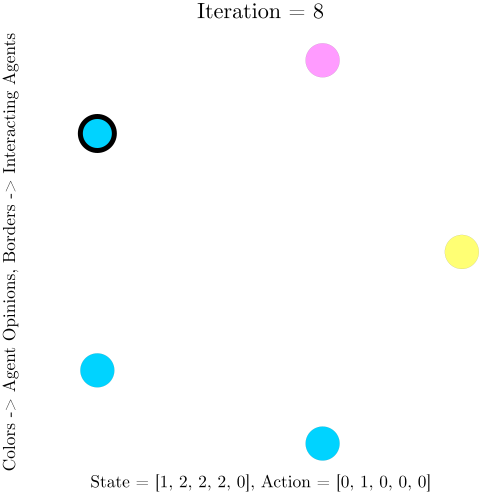 Iteration = 8
Colors -> Agent Opinions, Borders -> Interacting Agents
State = [1, 2, 2, 2, 0], Action = [0, 1, 0, 0, 0]